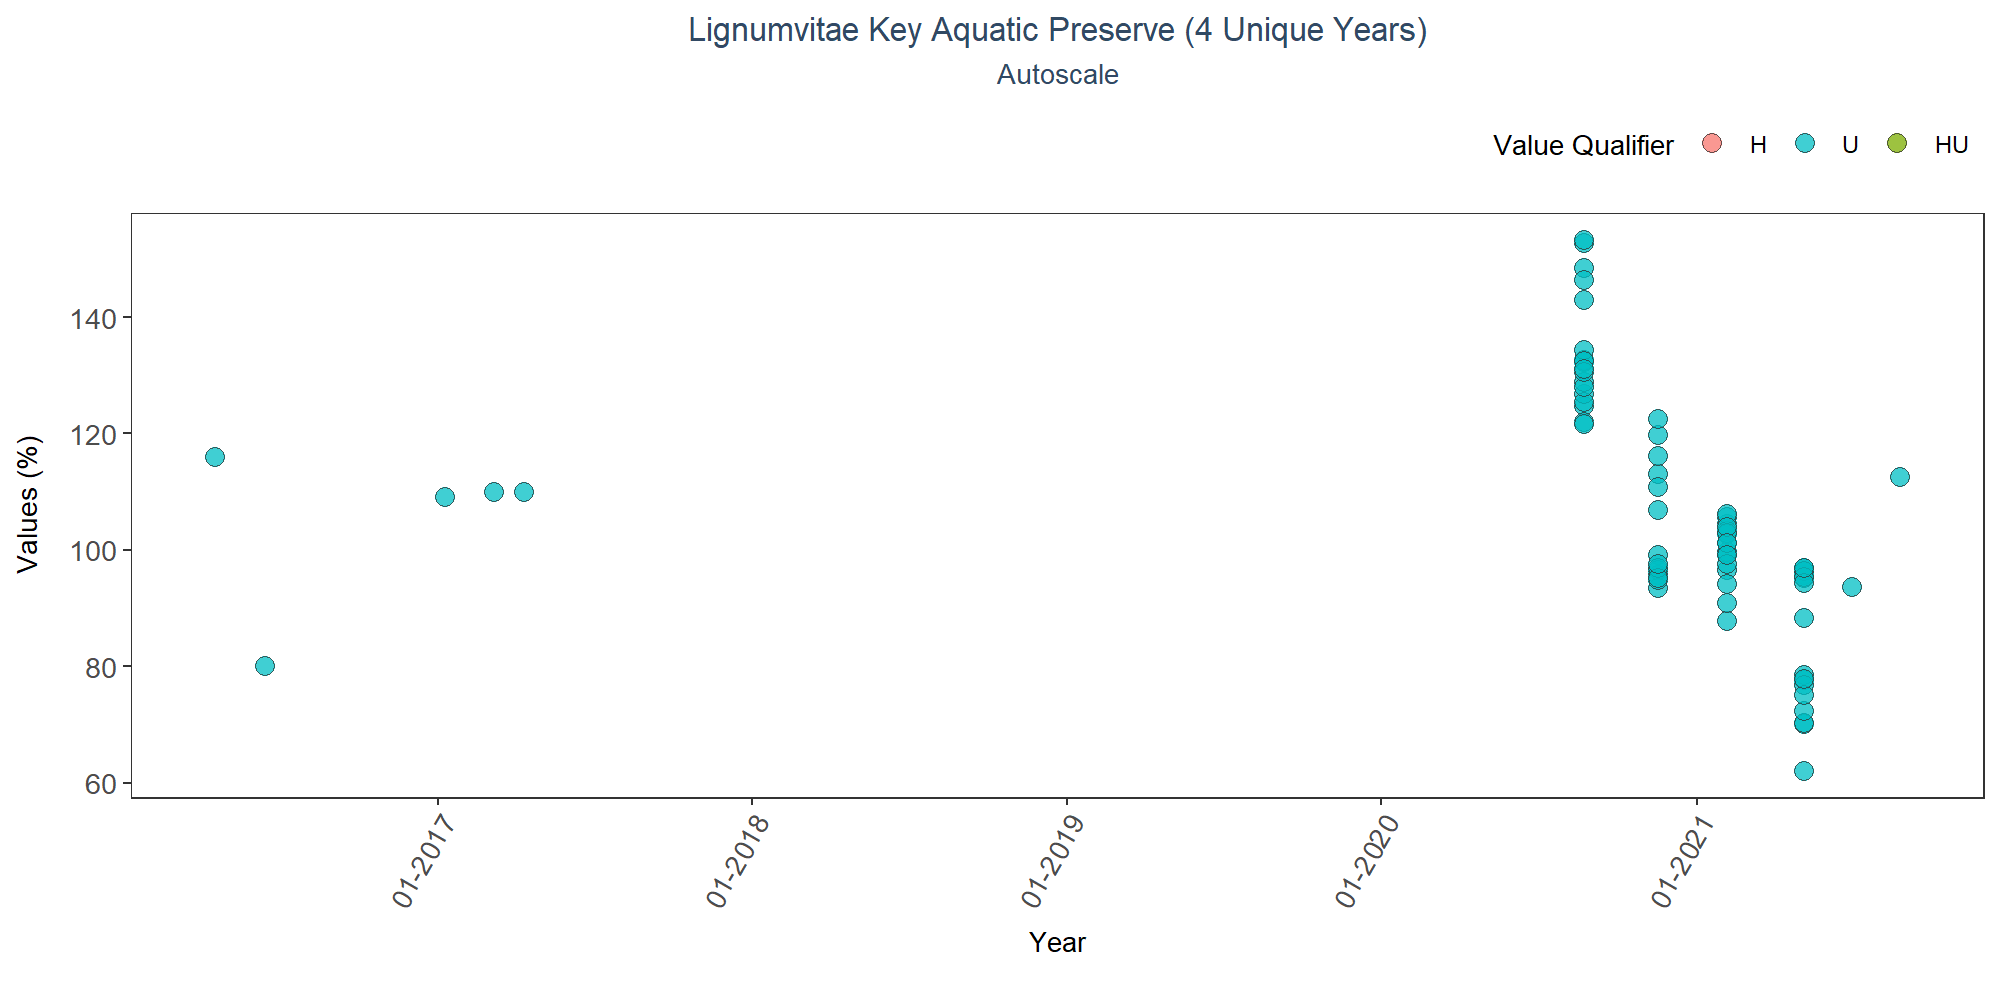 Lignumvitae Key Aquatic Preserve (4 Unique Years)
Autoscale
Value Qualifier H U HU
Values (%)
140
120
100
80
60
01-2017 01-2018 01-2019 01-2020 01-2021
Year